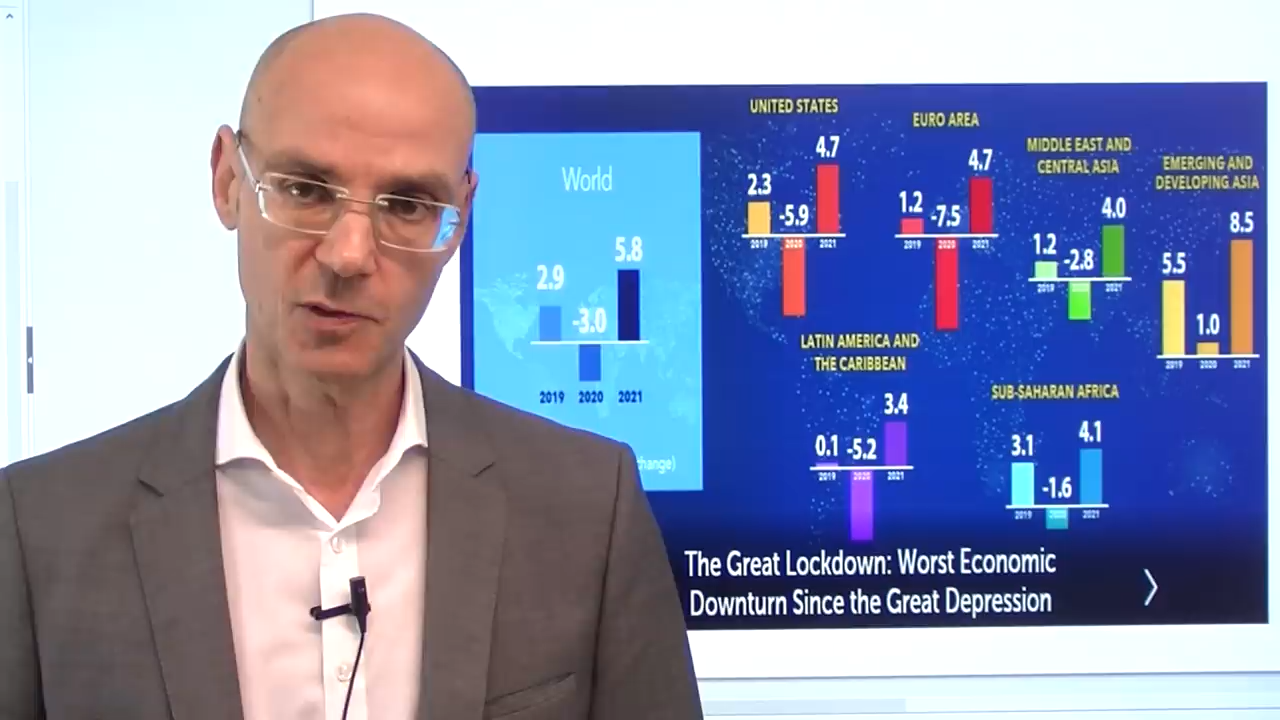 World
2.9
-3.0
5.8
2019 2020 2021
change)
UNITED STATES
2.3
-5.9
4.7
2019 2020 2021
EURO AREA
1.2
-7.5
4.7
2019 2020 2021
MIDDLE EAST AND
CENTRAL ASIA
1.2
-2.8
4.0
2019 2020 2021
EMERGING AND
DEVELOPING ASIA
5.5
1.0
8.5
2019 2020 2021
LATIN AMERICA AND
THE CARIBBEAN
0.1
-5.2
3.4
2019 2020 2021
SUB-SAHARAN AFRICA
3.1
-1.6
4.1
2019 2020 2021
The Great Lockdown: Worst Economic
Downturn Since the Great Depression